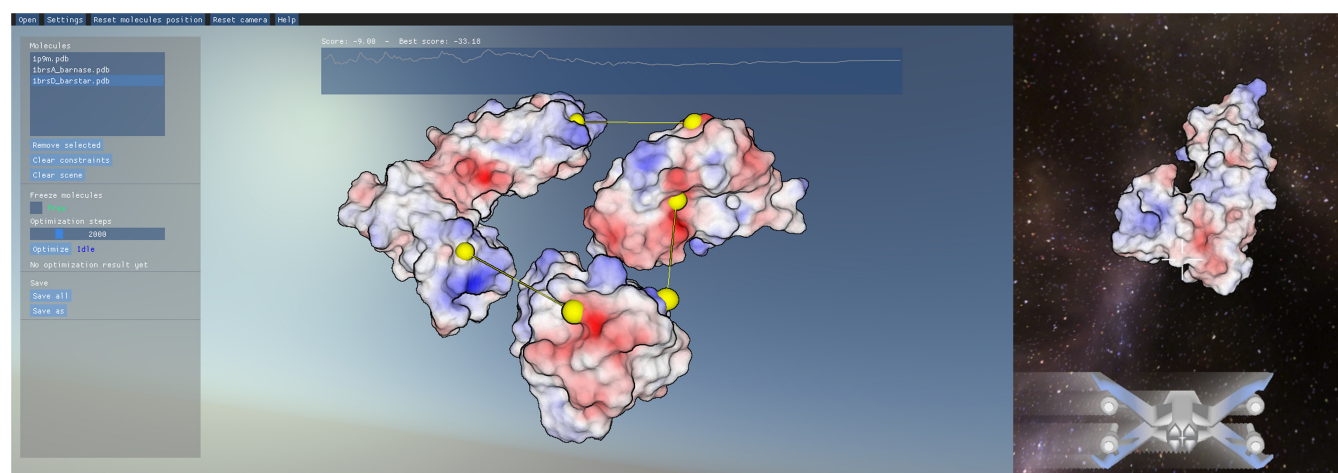 Open Settings Reset molecules position Reset camera Help
Molecules
1p9m.pdb
1brsA_barnase.pdb
1brsD_barstar.pdb
Remove selected
Clear constraints
Clear scene
Freeze molecules
Optimization steps
2000
Optimize Idle
No optimization result yet
Save
Save all
Save as
Score: -9.08 - Best score: -33.18